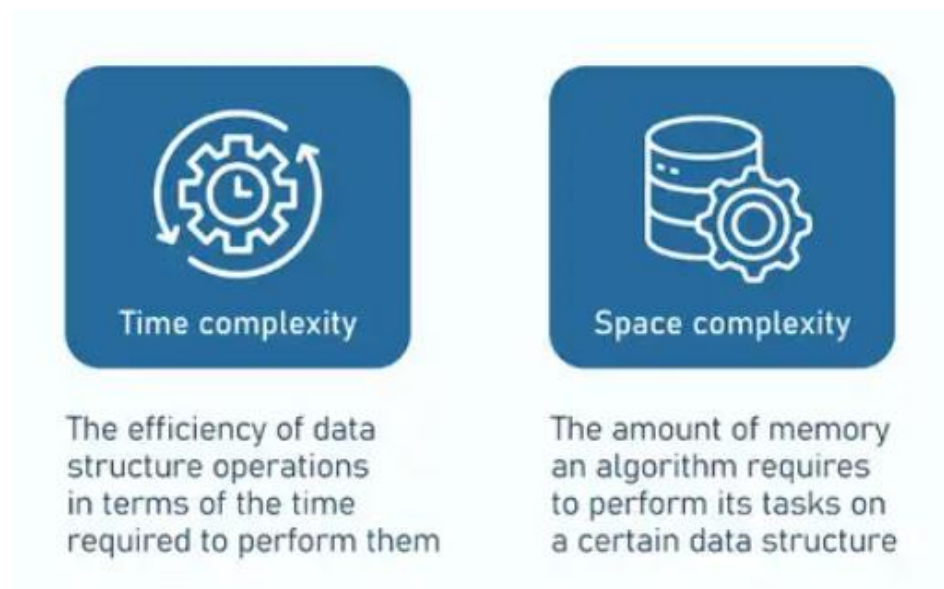 Time complexity
The efficiency of data
structure operations
in terms of the time
required to perform them
Space complexity
The amount of memory
an algorithm requires
to perform its tasks on
a certain data structure